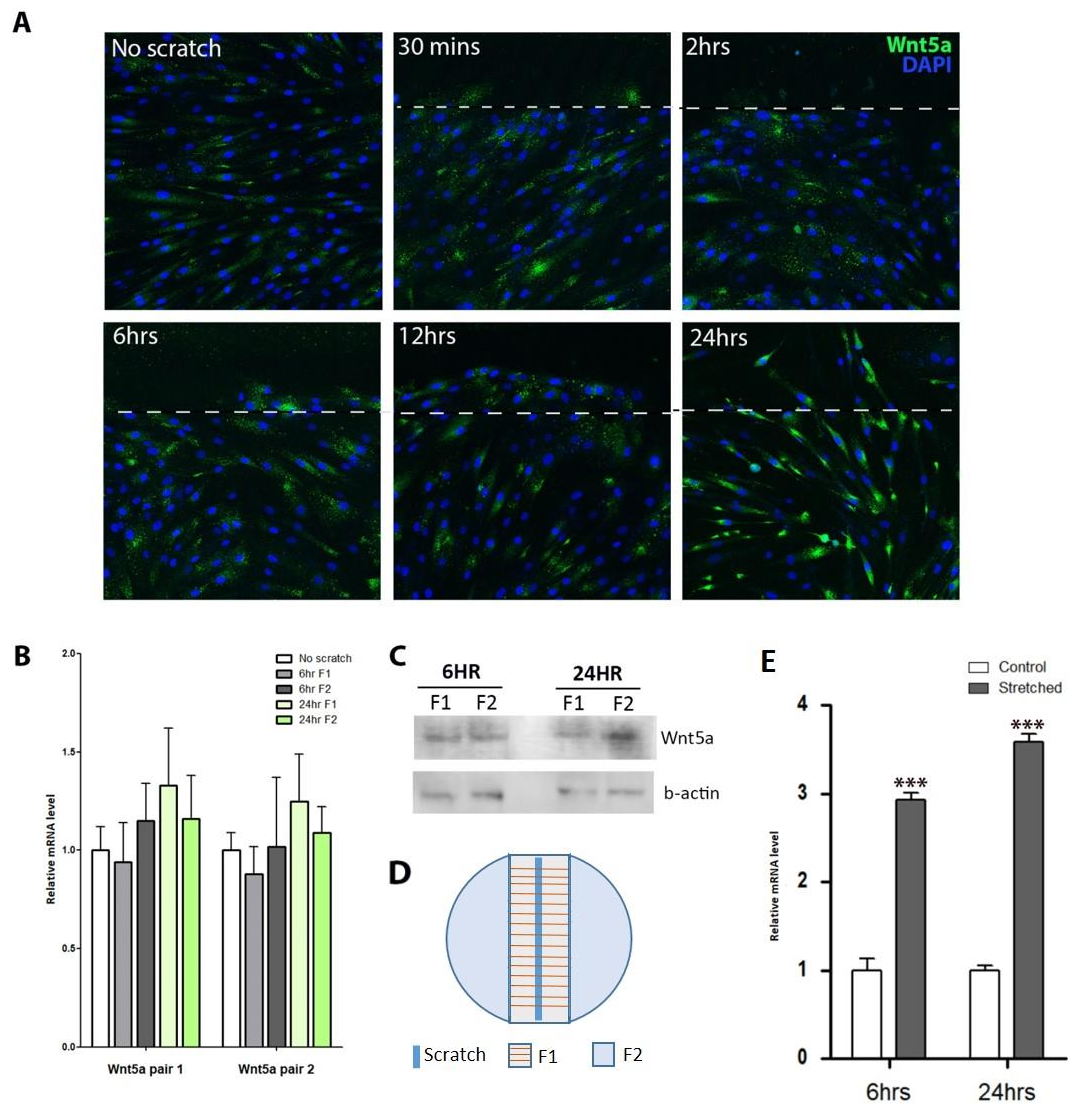 A
No scratch
30 mins
2hrs
Wnt5a
DAPI
6hrs
12hrs
24hrs
B
2.0
1.5
1.0
0.5
0.0
Relative mRNA level
No scratch
6hr F1
6hr F2
24hr F1
24hr F2
Wnt5a pair 1
Wnt5a pair 2
C
6HR
24HR
F1
F2
F1
F2
Wnt5a
b-actin
D
Scratch
F1
F2
E
Control
Stretched
4
3
2
1
0
Relative mRNA level
***
***
6hrs
24hrs